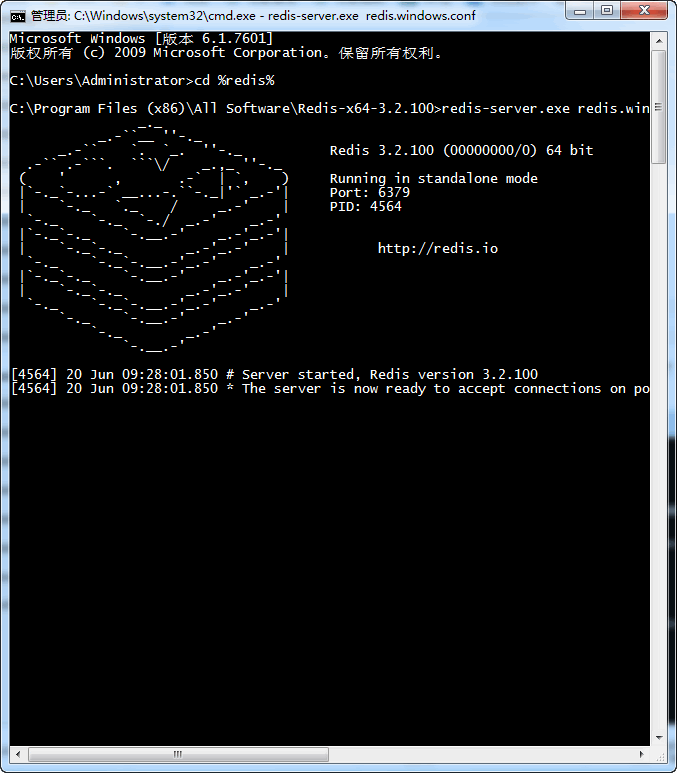 管理员: C:\Windows\system32\cmd.exe - redis-server.exe  redis.windows.conf
Microsoft Windows [版本 6.1.7601]
版权所有 (c) 2009 Microsoft Corporation。保留所有权利。
C:\Users\Administrator>cd %redis%
C:\Program Files (x86)\All Software\Redis-x64-3.2.100>redis-server.exe redis.win
Redis 3.2.100 (00000000/0) 64 bit
Running in standalone mode
Port: 6379
PID: 4564
http://redis.io
[4564] 20 Jun 09:28:01.850 # Server started, Redis version 3.2.100
[4564] 20 Jun 09:28:01.850 * The server is now ready to accept connections on po